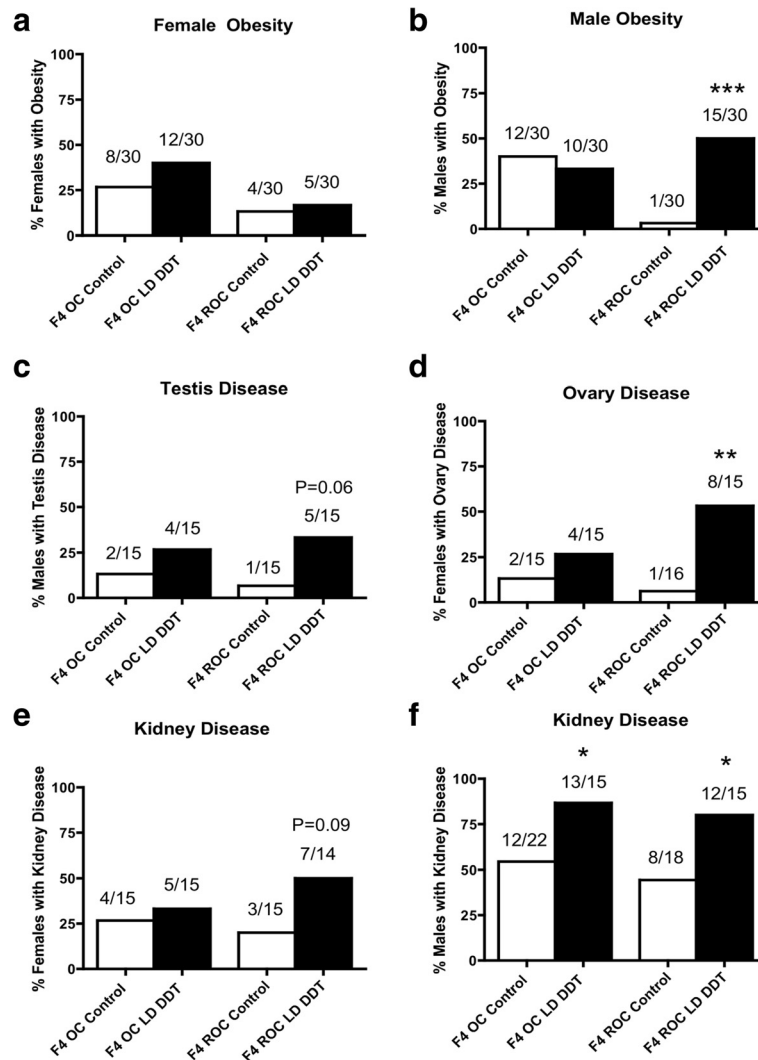 a
Female Obesity
% Females with Obesity
100
75
50
25
0
8/30
12/30
4/30
5/30
F4 OC Control
F4 OC LD DDT
F4 ROC Control
F4 ROC LD DDT
b
Male Obesity
% Males with Obesity
100
75
50
25
0
12/30
10/30
1/30
***
15/30
F4 OC Control
F4 OC LD DDT
F4 ROC Control
F4 ROC LD DDT
c
Testis Disease
% Males with Testis Disease
100
75
50
25
0
2/15
4/15
1/15
P=0.06
5/15
F4 OC Control
F4 OC LD DDT
F4 ROC Control
F4 ROC LD DDT
d
Ovary Disease
% Females with Ovary Disease
100
75
50
25
0
2/15
4/15
1/16
**
8/15
F4 OC Control
F4 OC LD DDT
F4 ROC Control
F4 ROC LD DDT
e
Kidney Disease
% Females with Kidney Disease
100
75
50
25
0
4/15
5/15
3/15
P=0.09
7/14
F4 OC Control
F4 OC LD DDT
F4 ROC Control
F4 ROC LD DDT
f
Kidney Disease
% Males with Kidney Disease
100
75
50
25
0
12/22
*
13/15
8/18
*
12/15
F4 OC Control
F4 OC LD DDT
F4 ROC Control
F4 ROC LD DDT